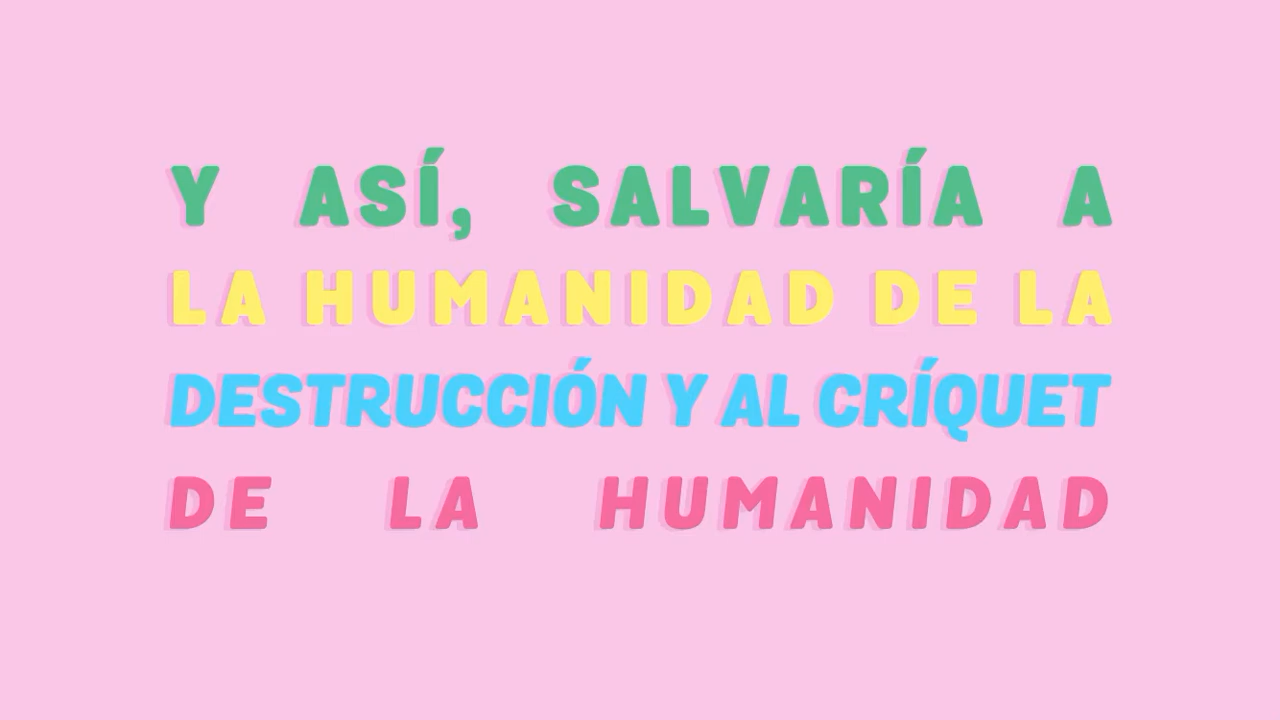 Y ASÍ, SALVARÍA A
LA HUMANIDAD DE LA
DESTRUCCIÓN Y AL CRÍQUET
DE LA HUMANIDAD